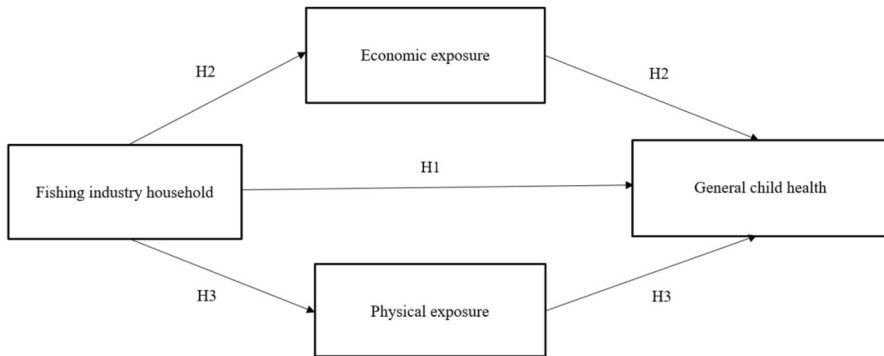 Economic exposure
H2
H2
H1
Fishing industry household
General child health
H3
H3
Physical exposure